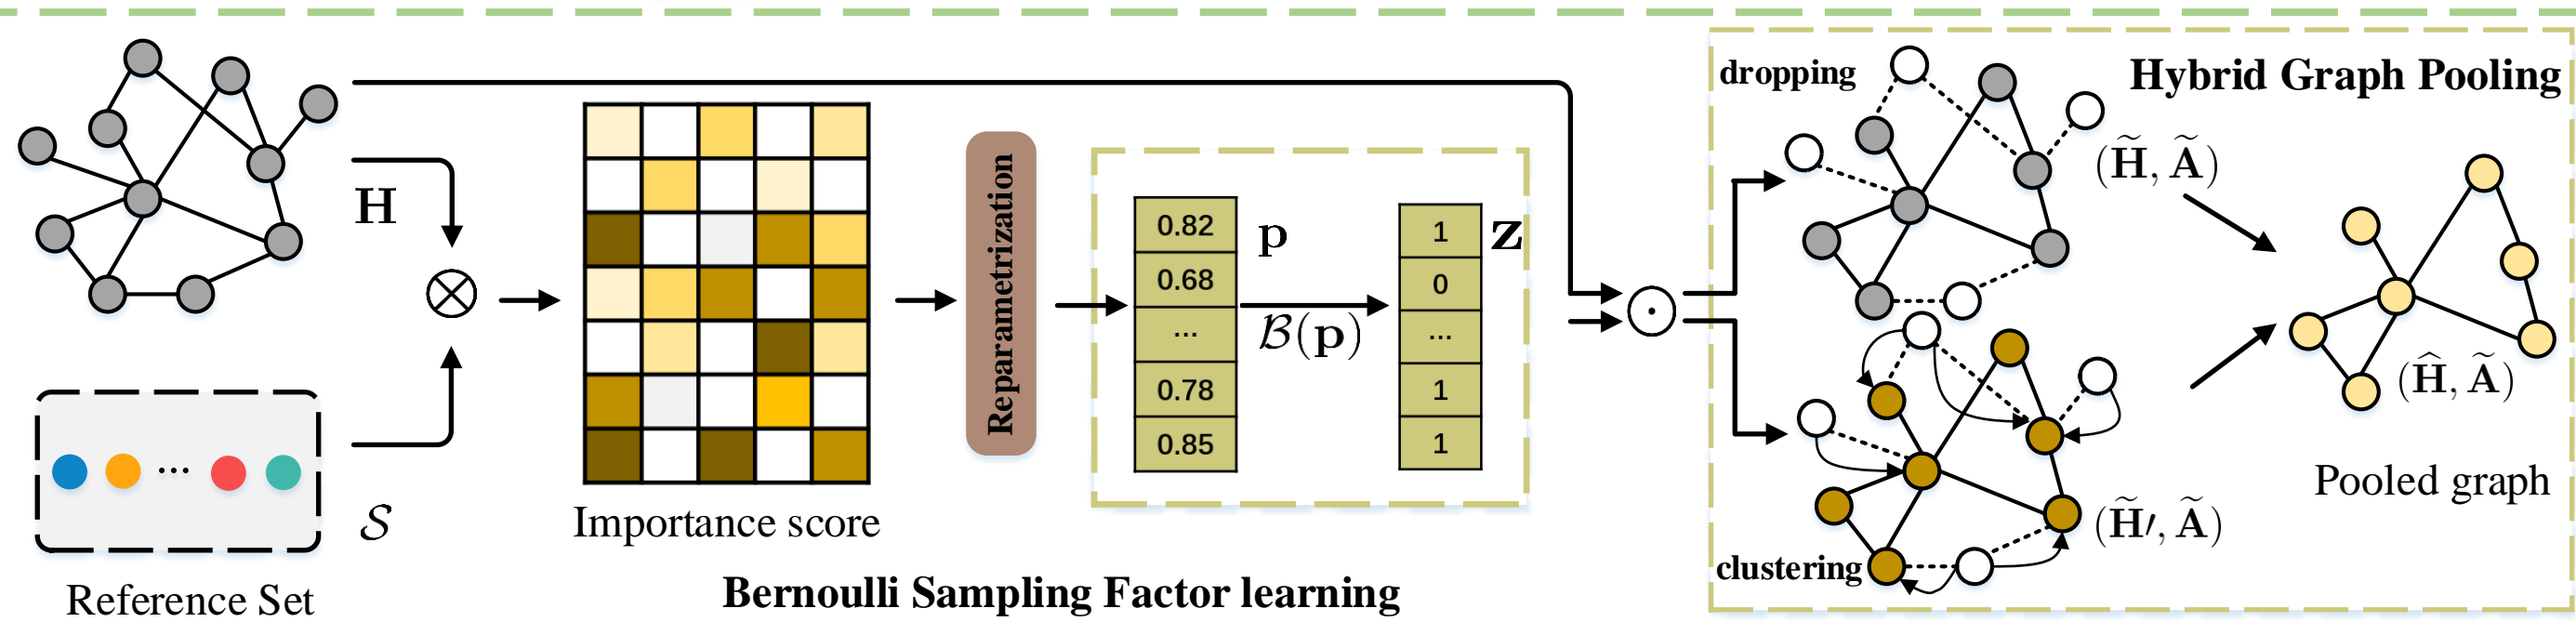 H
S
Reference Set
Importance score
Reparametrization
0.82
0.68
...
0.78
0.85
p
B(p)
1
0
...
1
1
z
Bernoulli Sampling Factor learning
dropping
Hybrid Graph Pooling
(H̃, Ã)
clustering
(H̃′, Ã)
(Ĥ, Ã)
Pooled graph